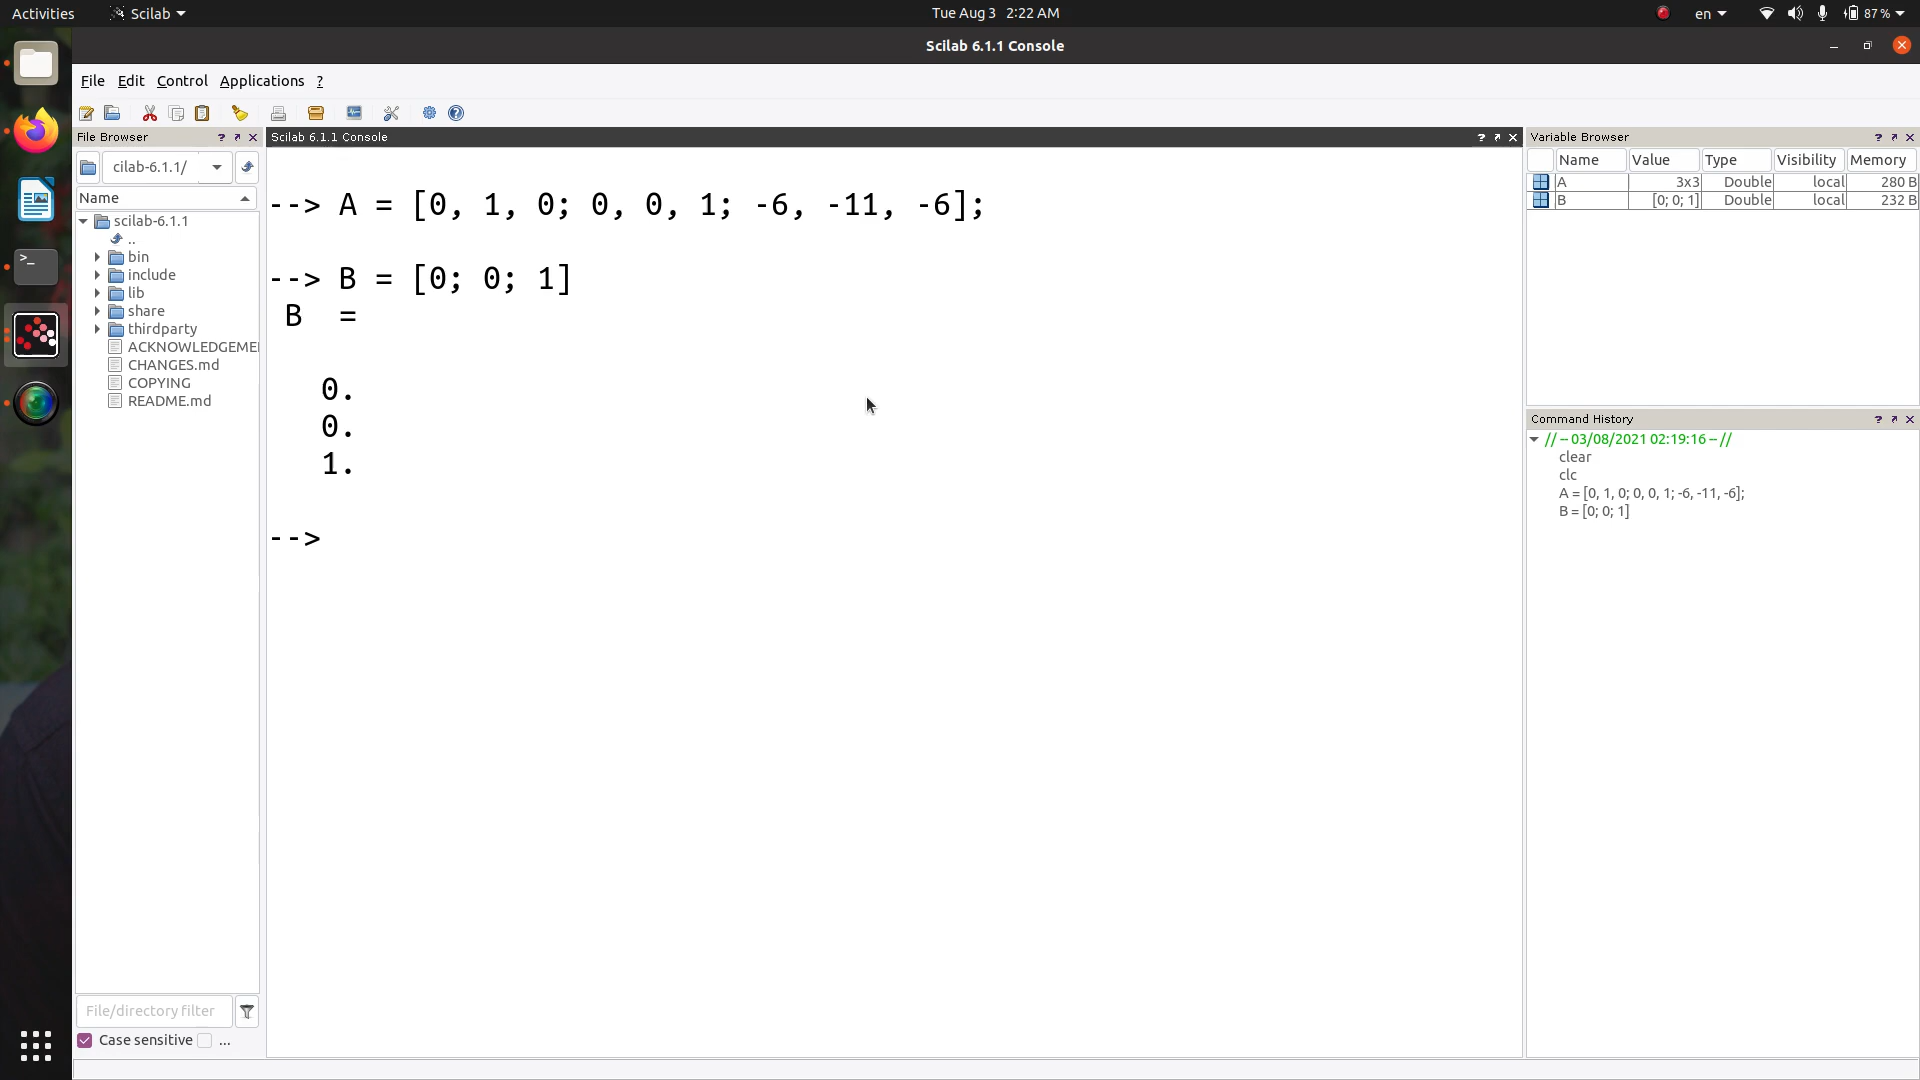 Activities Scilab Tue Aug 3 2:22 AM en 87 %
Scilab 6.1.1 Console
File Edit Control Applications ?
File Browser ? Scilab 6.1.1 Console ? Variable Browser ?
cilab-6.1.1/
Name
scilab-6.1.1
..
bin
include
lib
share
thirdparty
ACKNOWLEDGEME
CHANGES.md
COPYING
README.md
File/directory filter
Case sensitive ...
--> A = [0, 1, 0; 0, 0, 1; -6, -11, -6];
--> B = [0; 0; 1]
B =
0.
0.
1.
-->
Name Value Type Visibility Memory
A 3x3 Double local 280 B
B [0; 0; 1] Double local 232 B
Command History ?
// -- 03/08/2021 02:19:16 -- //
clear
clc
A = [0, 1, 0; 0, 0, 1; -6, -11, -6];
B = [0; 0; 1]